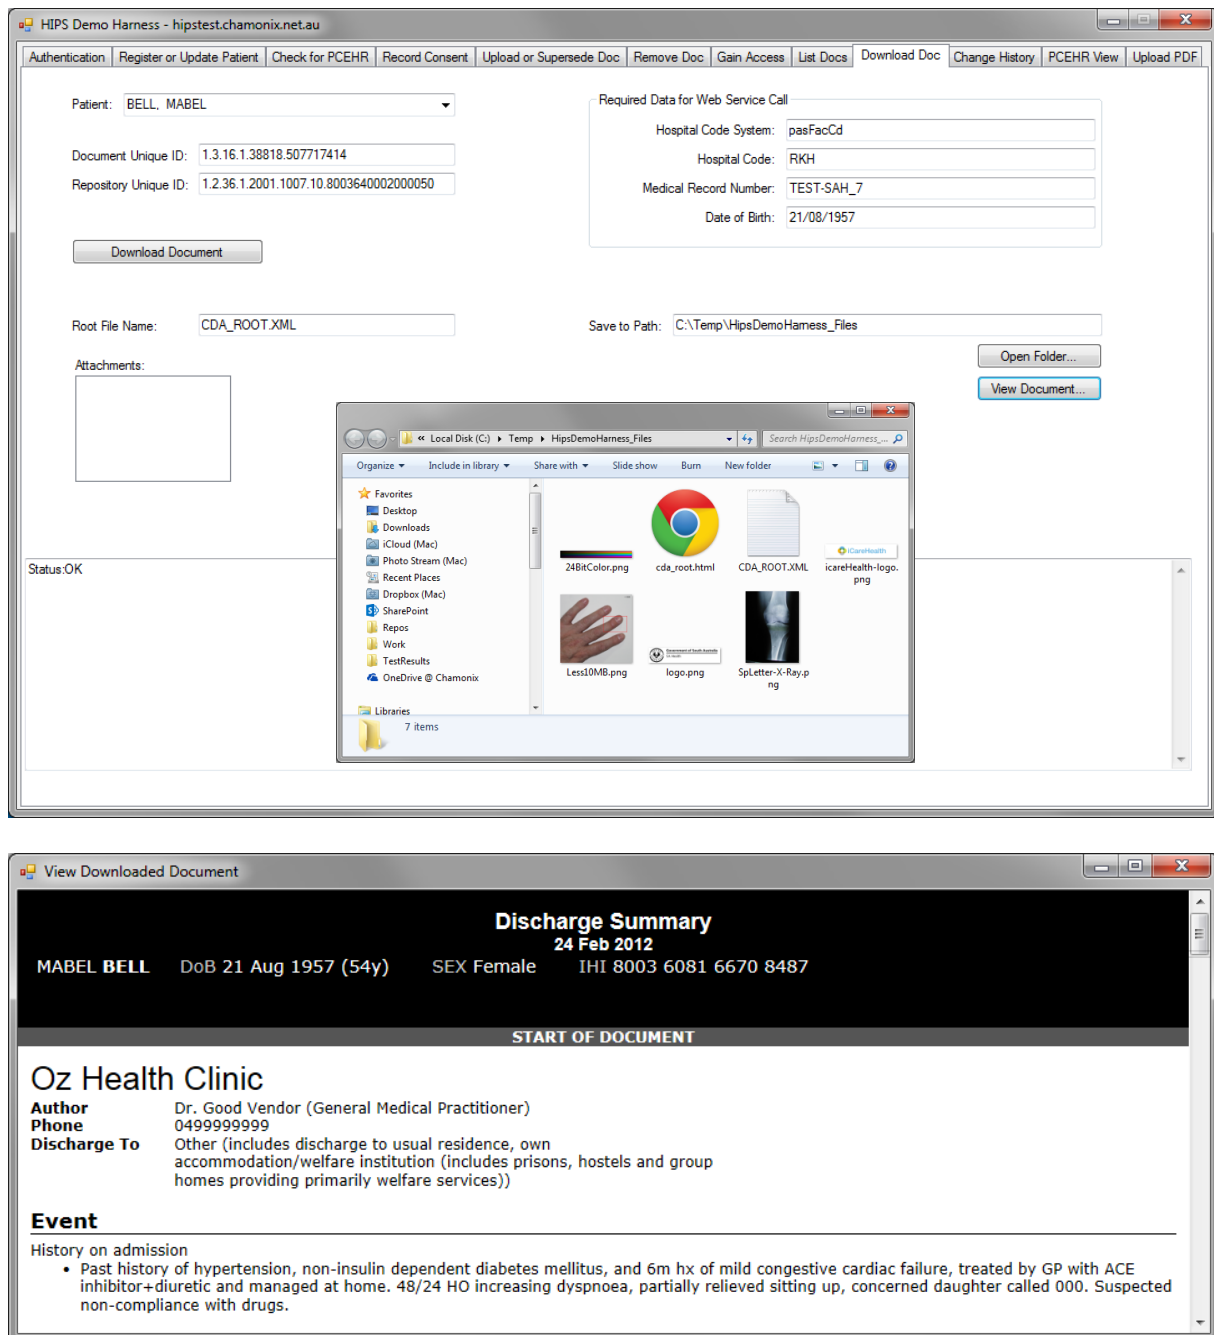 HIPS Demo Harness - hipstest.chamonix.net.au
Authentication Register or Update Patient Check for PCEHR Record Consent Upload or Supersede Doc Remove Doc Gain Access List Docs Download Doc Change History PCEHR View Upload PDF
Patient: BELL, MABEL
Document Unique ID: 1.3.16.1.38818.507717414
Repository Unique ID: 1.2.36.1.2001.1007.10.8003640002000050
Download Document
Required Data for Web Service Call
Hospital Code System: pasFacCd
Hospital Code: RKH
Medical Record Number: TEST-SAH_7
Date of Birth: 21/08/1957
Root File Name: CDA_ROOT.XML
Save to Path: C:\Temp\HipsDemoHarness_Files
Attachments:
Open Folder...
View Document...
« Local Disk (C:) Temp HipsDemoHarness_Files
Search HipsDemoHarness_...
Organize Include in library Share with Slide show Burn New folder
Favorites
Desktop
Downloads
iCloud (Mac)
Photo Stream (Mac)
Recent Places
Dropbox (Mac)
SharePoint
Repos
Work
TestResults
OneDrive @ Chamonix
Libraries
iCareHealth
24BitColor.png cda_root.html CDA_ROOT.XML icareHealth-logo.
png
Less10MB.png logo.png SpLetter-X-Ray.p
ng
7 items
Status:OK
View Downloaded Document
Discharge Summary
24 Feb 2012
MABEL BELL DoB 21 Aug 1957 (54y) SEX Female IHI 8003 6081 6670 8487
START OF DOCUMENT
Oz Health Clinic
Author Dr. Good Vendor (General Medical Practitioner)
Phone 0499999999
Discharge To Other (includes discharge to usual residence, own
accommodation/welfare institution (includes prisons, hostels and group
homes providing primarily welfare services))
Event
History on admission
• Past history of hypertension, non-insulin dependent diabetes mellitus, and 6m hx of mild congestive cardiac failure, treated by GP with ACE
inhibitor+diuretic and managed at home. 48/24 HO increasing dyspnoea, partially relieved sitting up, concerned daughter called 000. Suspected
non-compliance with drugs.